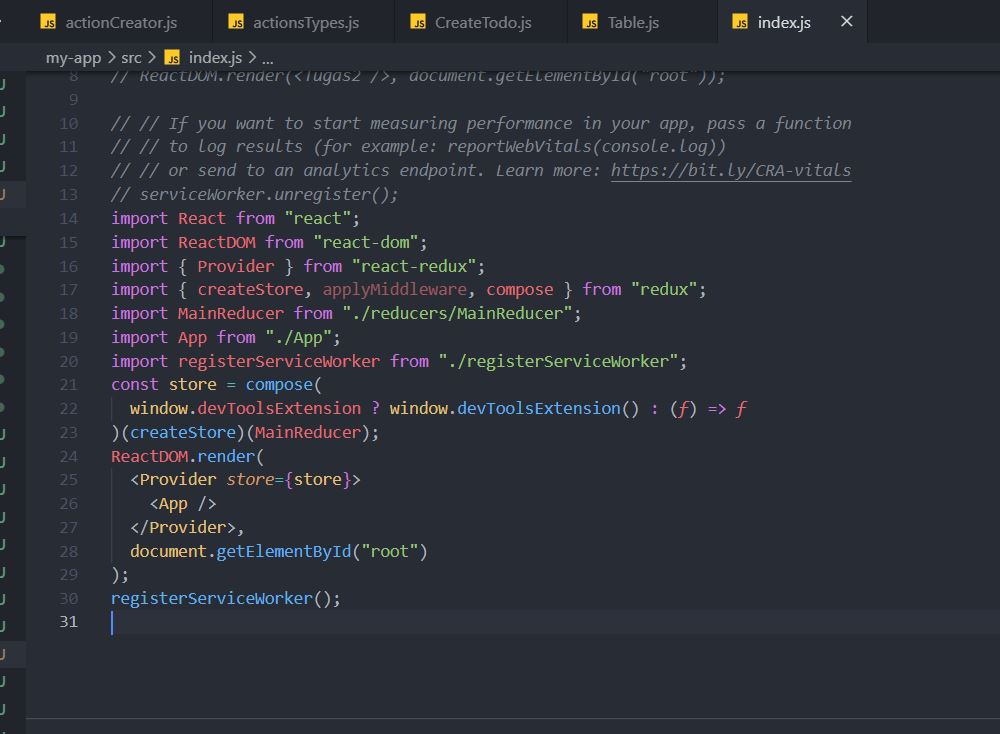 JS actionCreator.js JS actionsTypes.js JS CreateTodo.js JS Table.js JS index.js ×
my-app > src > JS index.js > ...
8 // ReactDOM.render(<Tugas2 />, document.getElementById("root"));
9
10 // // If you want to start measuring performance in your app, pass a function
11 // // to log results (for example: reportWebVitals(console.log))
12 // // or send to an analytics endpoint. Learn more: https://bit.ly/CRA-vitals
13 // serviceWorker.unregister();
14 import React from "react";
15 import ReactDOM from "react-dom";
16 import { Provider } from "react-redux";
17 import { createStore, applyMiddleware, compose } from "redux";
18 import MainReducer from "./reducers/MainReducer";
19 import App from "./App";
20 import registerServiceWorker from "./registerServiceWorker";
21 const store = compose(
22 window.devToolsExtension ? window.devToolsExtension() : (f) => f
23 )(createStore)(MainReducer);
24 ReactDOM.render(
25 <Provider store={store}>
26 <App />
27 </Provider>,
28 document.getElementById("root")
29 );
30 registerServiceWorker();
31